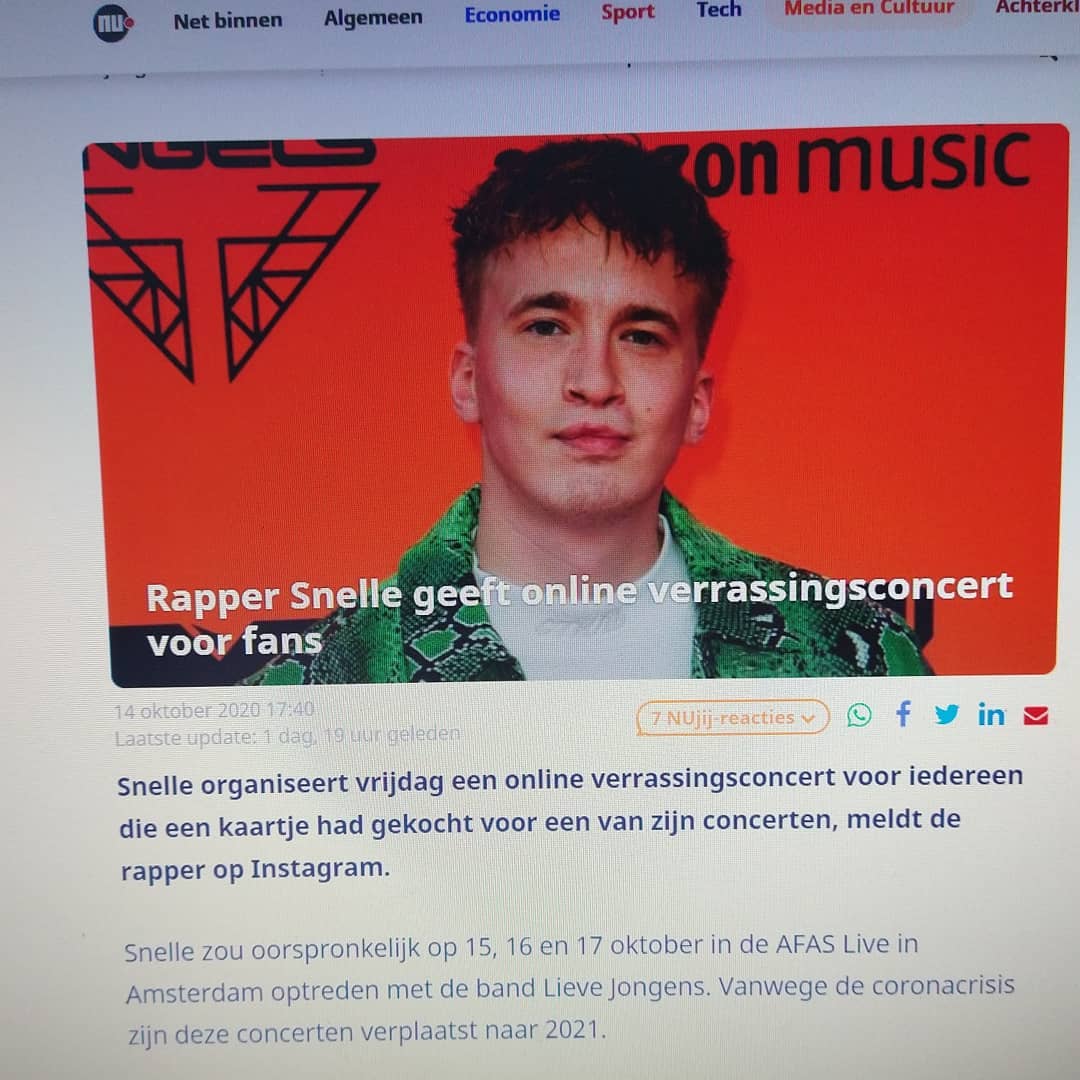 nu
Net binnen Algemeen Economie Sport Tech Media en Cultuur Achterkl
NGELS
zon music
Rapper Snelle geeft online verrassingsconcert
voor fans
14 oktober 2020 17:40
Laatste update: 1 dag, 19 uur geleden
7 NUjij-reacties
f in
Snelle organiseert vrijdag een online verrassingsconcert voor iedereen
die een kaartje had gekocht voor een van zijn concerten, meldt de
rapper op Instagram.
Snelle zou oorspronkelijk op 15, 16 en 17 oktober in de AFAS Live in
Amsterdam optreden met de band Lieve Jongens. Vanwege de coronacrisis
zijn deze concerten verplaatst naar 2021.